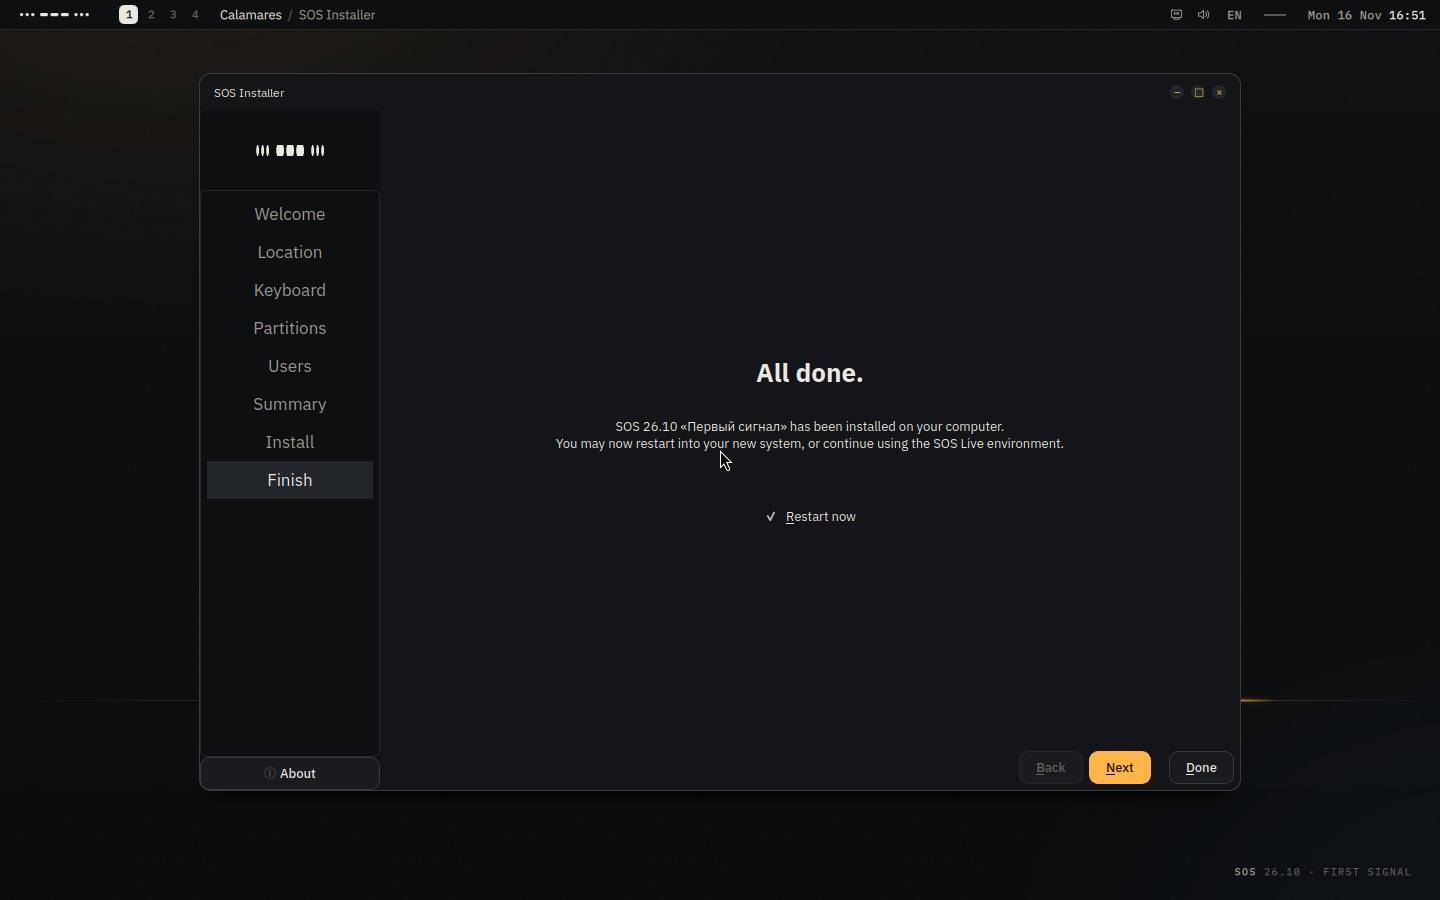 1 2 3 4 Calamares / SOS Installer
EN Mon 16 Nov 16:51
SOS Installer
Welcome
Location
Keyboard
Partitions
Users
Summary
Install
Finish
All done.
SOS 26.10 «Первый сигнал» has been installed on your computer.
You may now restart into your new system, or continue using the SOS Live environment.
Restart now
About
Back Next Done
SOS 26.10 · FIRST SIGNAL